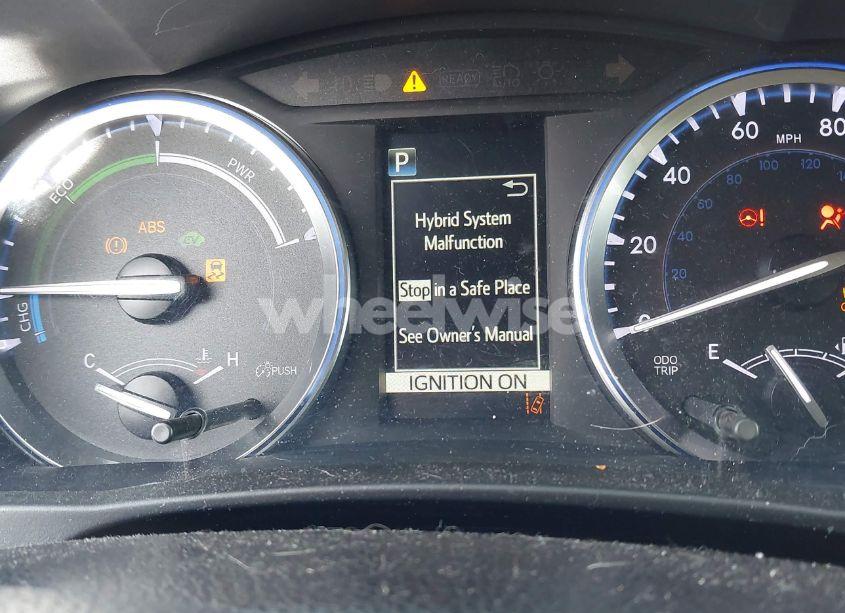 READY
60
80
MPH
PWR
P
ECO
40
80
100
120
Hybrid System
Malfunction
60
ABS
!
20
40
Stop in a Safe Place
20
CHG
wheelwise
0
See Owner's Manual
C
H
PUSH
ODO
TRIP
E
IGNITION ON